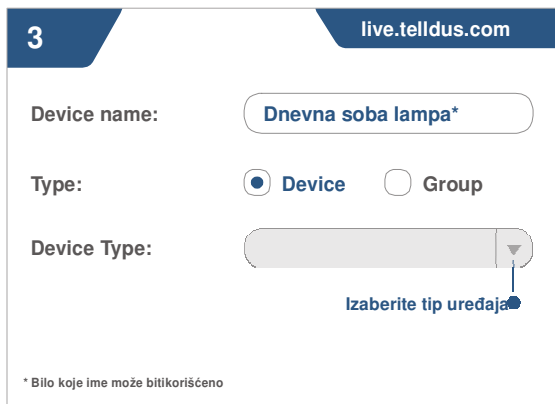 3
live.telldus.com
Device name: Dnevna soba lampa*
Type: Device Group
Device Type:
Izaberite tip uređaja
* Bilo koje ime može bitikorišćeno